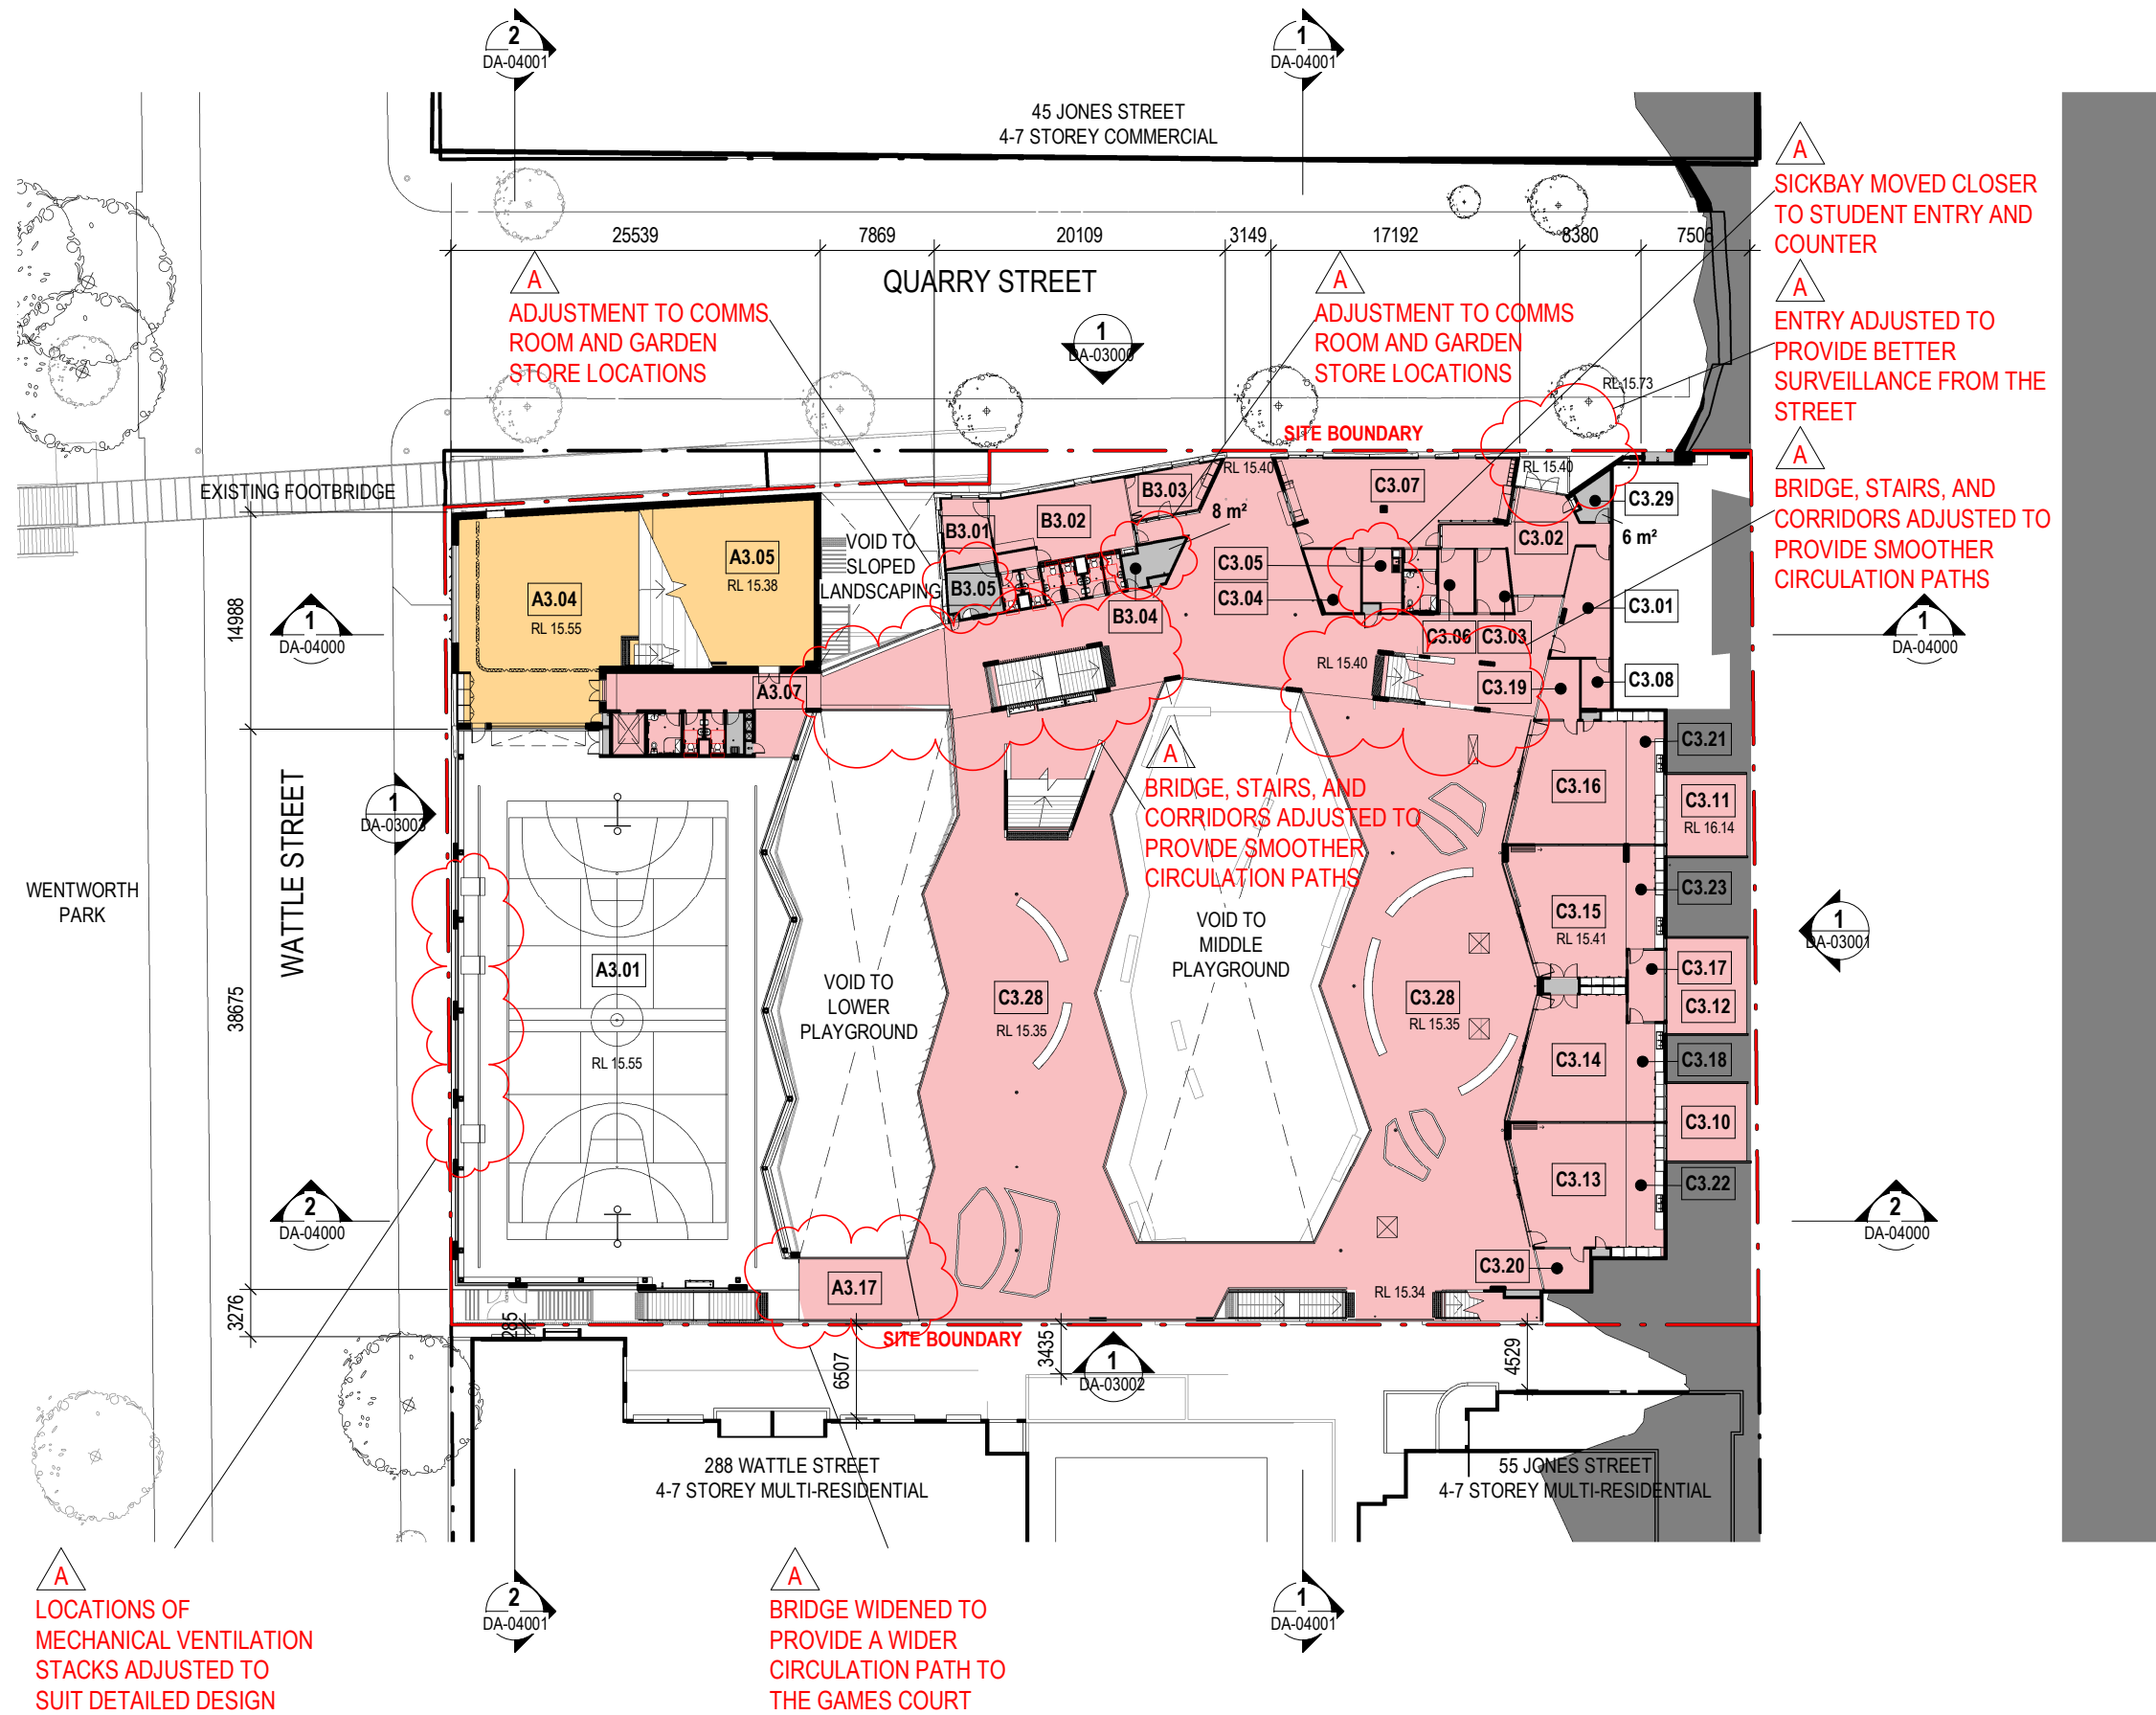 2
DA-04001
1
DA-04001
45 JONES STREET
4-7 STOREY COMMERCIAL
A
SICKBAY MOVED CLOSER
TO STUDENT ENTRY AND
COUNTER
25539
7869
20109
3149
17192
8380
7506
A
ADJUSTMENT TO COMMS
ROOM AND GARDEN
STORE LOCATIONS
QUARRY STREET
A
ADJUSTMENT TO COMMS
ROOM AND GARDEN
STORE LOCATIONS
A
ENTRY ADJUSTED TO
PROVIDE BETTER
SURVEILLANCE FROM THE
STREET
1
DA-03000
RL 15.73
SITE BOUNDARY
A
BRIDGE, STAIRS, AND
CORRIDORS ADJUSTED TO
PROVIDE SMOOTHER
CIRCULATION PATHS
EXISTING FOOTBRIDGE
RL 15.40
RL 15.40
B3.03
C3.07
C3.29
8 m²
6 m²
B3.01
B3.02
C3.02
A3.05
RL 15.38
VOID TO
SLOPED
LANDSCAPING
C3.05
C3.04
B3.05
B3.04
A3.04
RL 15.55
C3.01
C3.06
C3.03
14988
1
DA-04000
1
DA-04000
RL 15.40
C3.19
C3.08
A3.07
C3.21
A
BRIDGE, STAIRS, AND
CORRIDORS ADJUSTED TO
PROVIDE SMOOTHER
CIRCULATION PATHS
C3.16
C3.11
RL 16.14
1
DA-03003
WATTLE STREET
WENTWORTH
PARK
C3.23
C3.15
RL 15.41
1
DA-03001
VOID TO
MIDDLE
PLAYGROUND
A3.01
C3.17
VOID TO
LOWER
PLAYGROUND
C3.28
RL 15.35
C3.28
RL 15.35
C3.12
38675
RL 15.55
C3.14
C3.18
C3.10
C3.13
C3.22
2
DA-04000
2
DA-04000
C3.20
A3.17
RL 15.34
3276
285
SITE BOUNDARY
6507
3435
1
DA-03002
4529
288 WATTLE STREET
4-7 STOREY MULTI-RESIDENTIAL
55 JONES STREET
4-7 STOREY MULTI-RESIDENTIAL
A
LOCATIONS OF
MECHANICAL VENTILATION
STACKS ADJUSTED TO
SUIT DETAILED DESIGN
2
DA-04001
A
BRIDGE WIDENED TO
PROVIDE A WIDER
CIRCULATION PATH TO
THE GAMES COURT
1
DA-04001